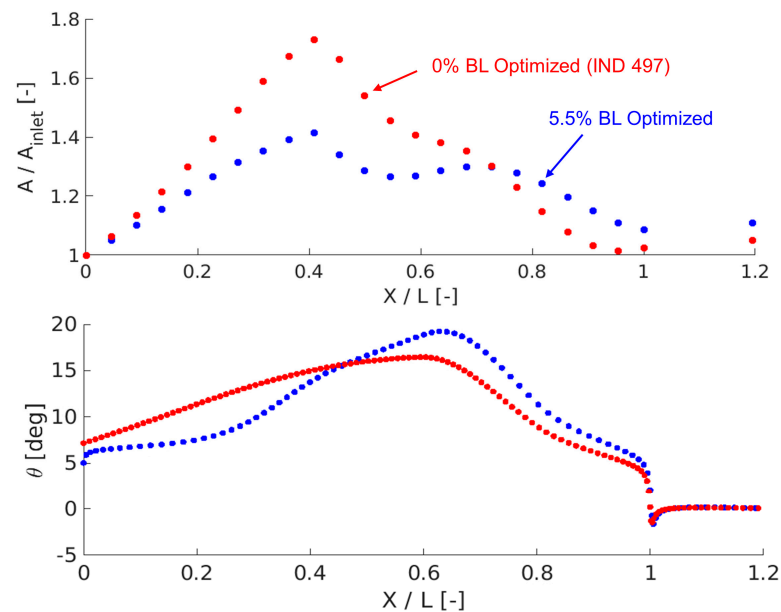 1.8
1.6
1.4
1.2
1
A / A_inlet [-]
0% BL Optimized (IND 497)
5.5% BL Optimized
0 0.2 0.4 0.6 0.8 1 1.2
X / L [-]
20
15
10
5
0
-5
θ [deg]
0 0.2 0.4 0.6 0.8 1 1.2
X / L [-]